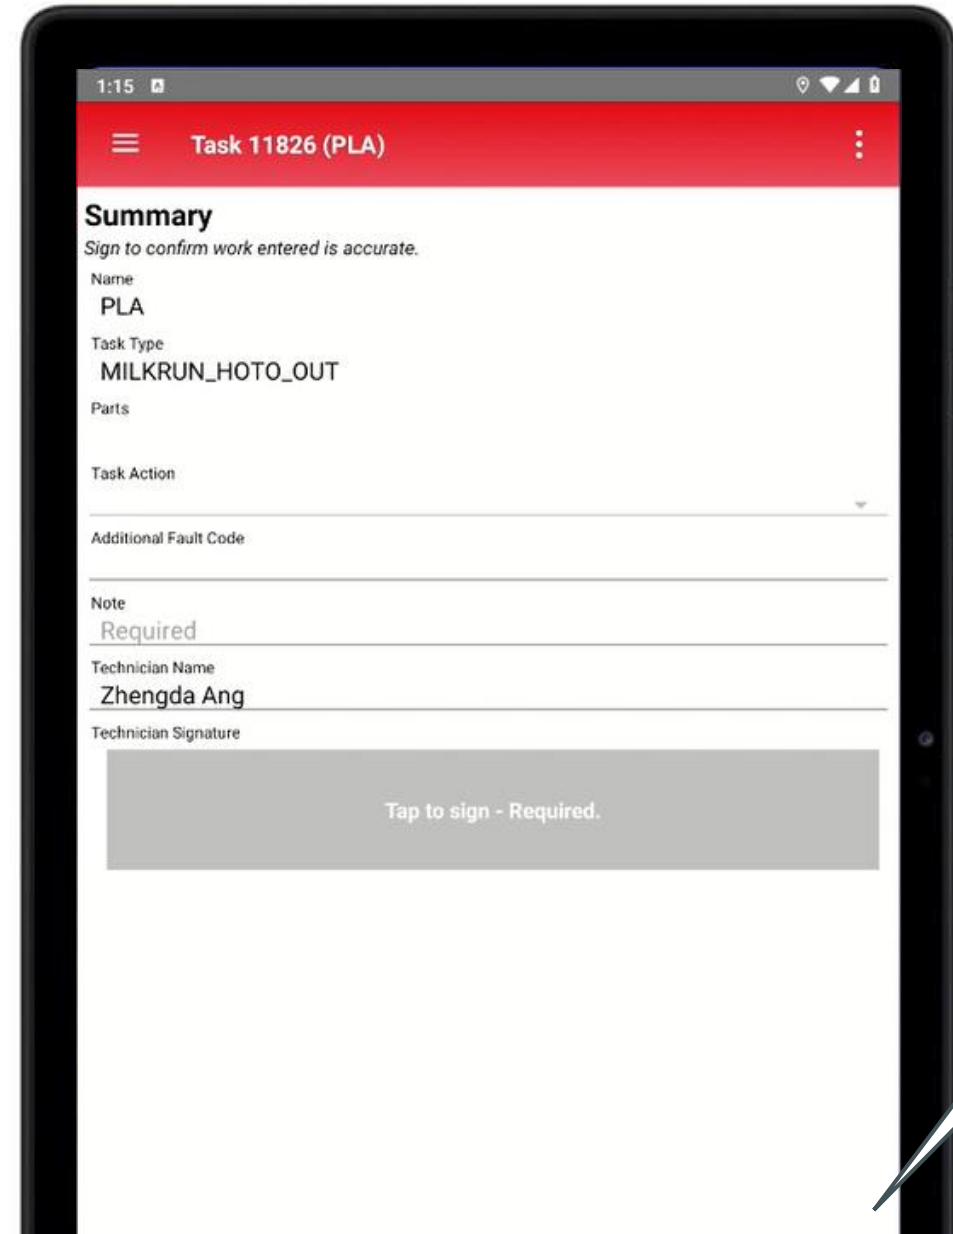 1:15
Task 11826 (PLA)
Summary
Sign to confirm work entered is accurate.
Name
PLA
Task Type
MILKRUN_HOTO_OUT
Parts
Task Action
Additional Fault Code
Note
Required
Technician Name
Zhengda Ang
Technician Signature
Tap to sign - Required.